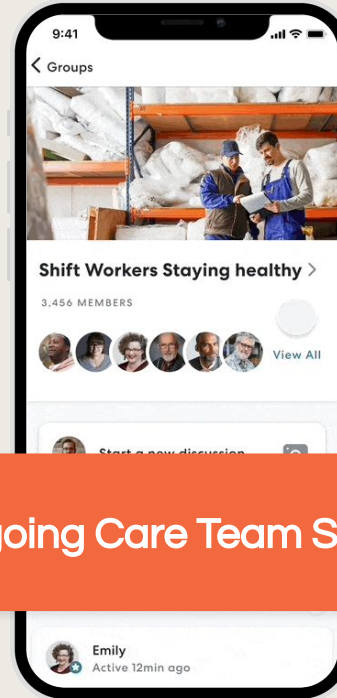 9:41
Groups
Shift Workers Staying healthy
3,456 MEMBERS
View All
Start a new discussion
going Care Team S
Emily
Active 12min ago